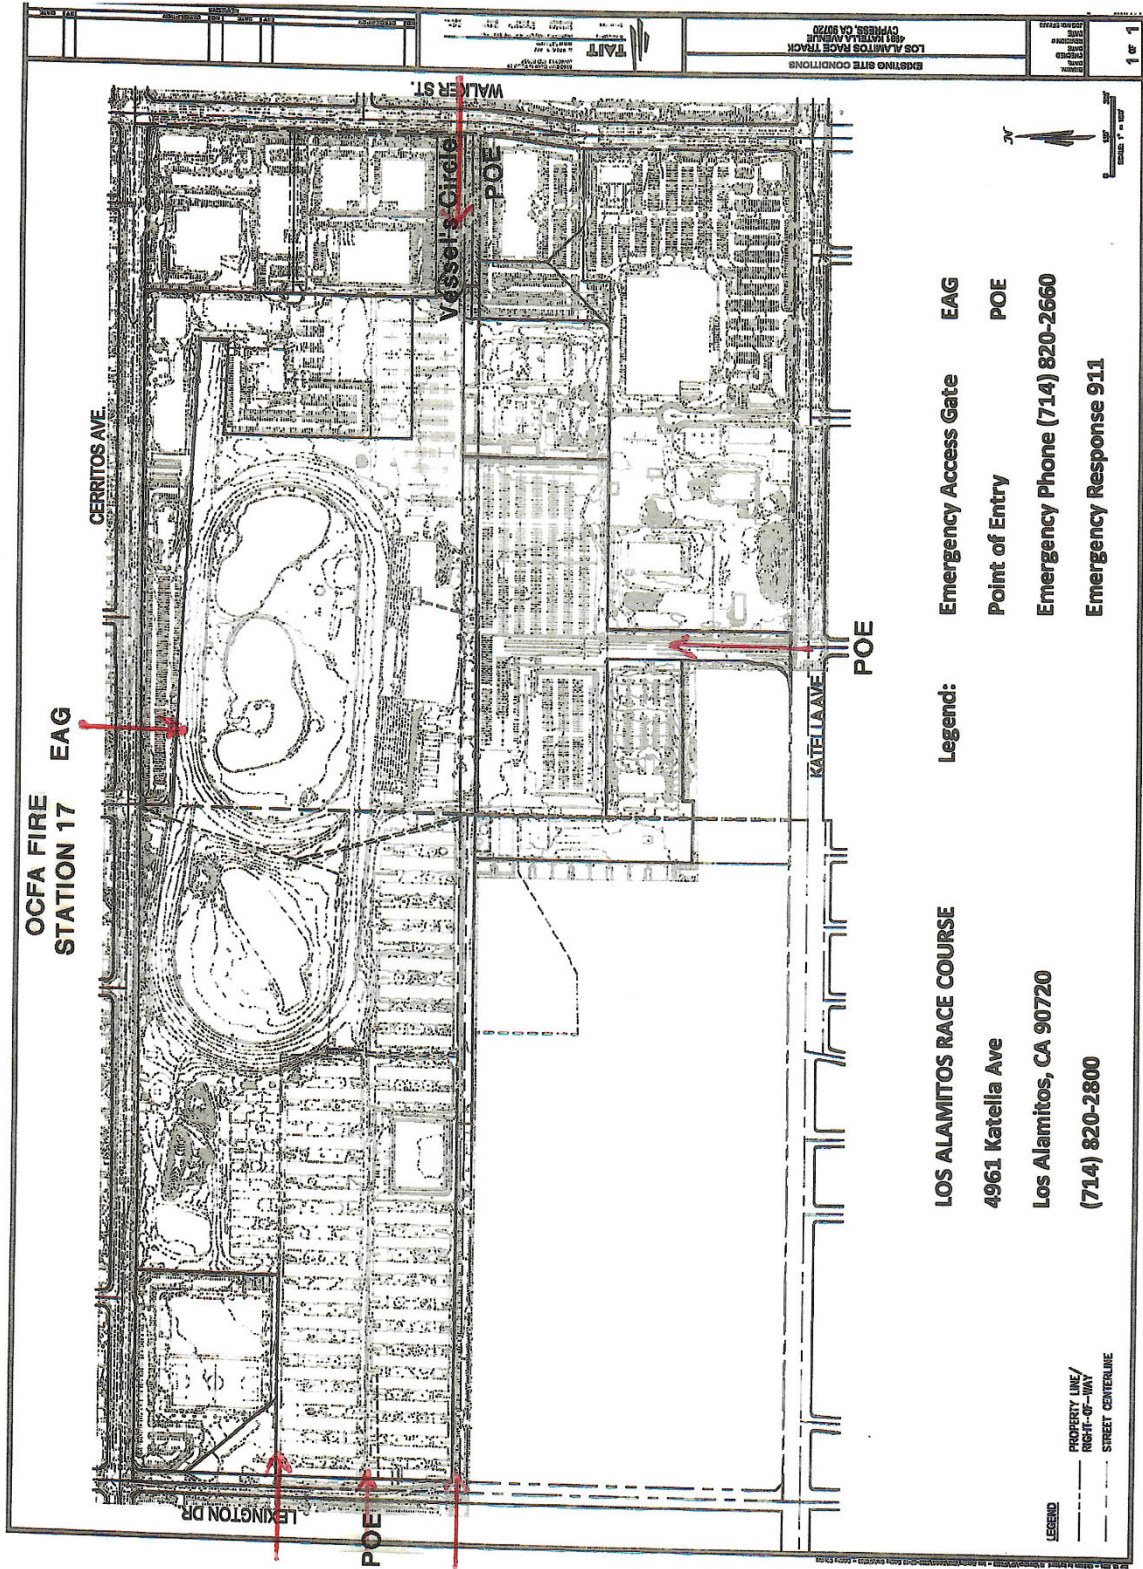 OCFA FIRE
STATION 17 EAG
CERRITOS AVE.
WALKER ST.
Vessel's Circle
POE
LEXINGTON DR
POE
KATELLA AVE.
POE
LOS ALAMITOS RACE COURSE
4961 Katella Ave
Los Alamitos, CA 90720
(714) 820-2800
Legend:
Emergency Access Gate EAG
Point of Entry POE
Emergency Phone (714) 820-2660
Emergency Response 911
LEGEND
PROPERTY LINE/
RIGHT-OF-WAY
STREET CENTERLINE
TAIT
EXISTING SITE CONDITIONS
LOS ALAMITOS RACE TRACK
4961 KATELLA AVENUE
CYPRESS, CA 90720
1 OF 1